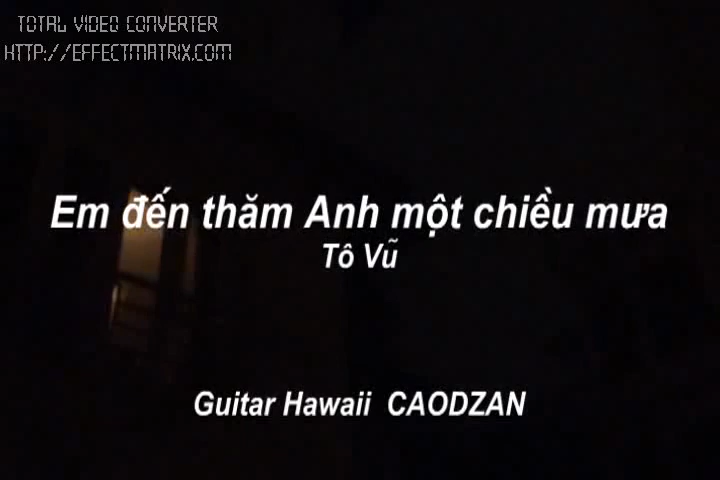 TOTAL VIDEO CONVERTER
HTTP://EFFECTMATRIX.COM
Em đến thăm Anh một chiều mưa
Tô Vũ
Guitar Hawaii CAODZAN